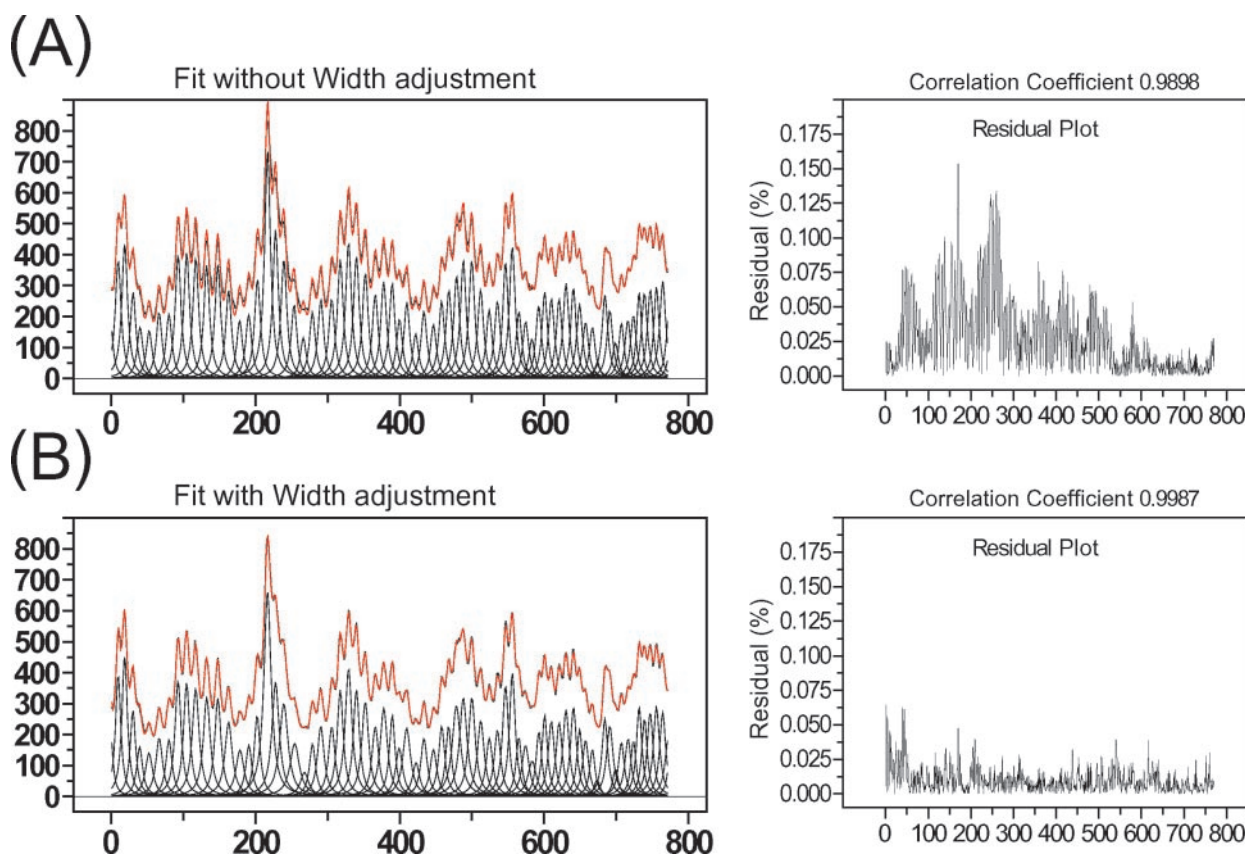 (A)
Fit without Width adjustment
800
700
600
500
400
300
200
100
0
0 200 400 600 800
Correlation Coefficient 0.9898
Residual Plot
Residual (%)
0.175
0.150
0.125
0.100
0.075
0.050
0.025
0.000
0 100 200 300 400 500 600 700 800
(B)
Fit with Width adjustment
800
700
600
500
400
300
200
100
0
0 200 400 600 800
Correlation Coefficient 0.9987
Residual Plot
Residual (%)
0.175
0.150
0.125
0.100
0.075
0.050
0.025
0.000
0 100 200 300 400 500 600 700 800